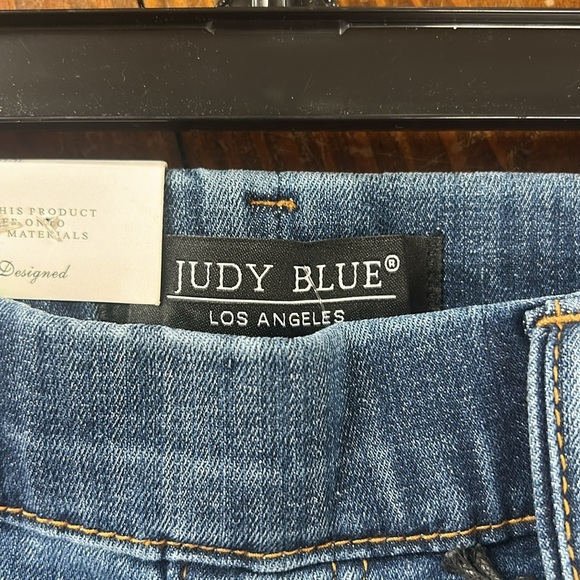 HIS PRODUCT
MATERIALS
Designed
JUDY BLUE®
LOS ANGELES